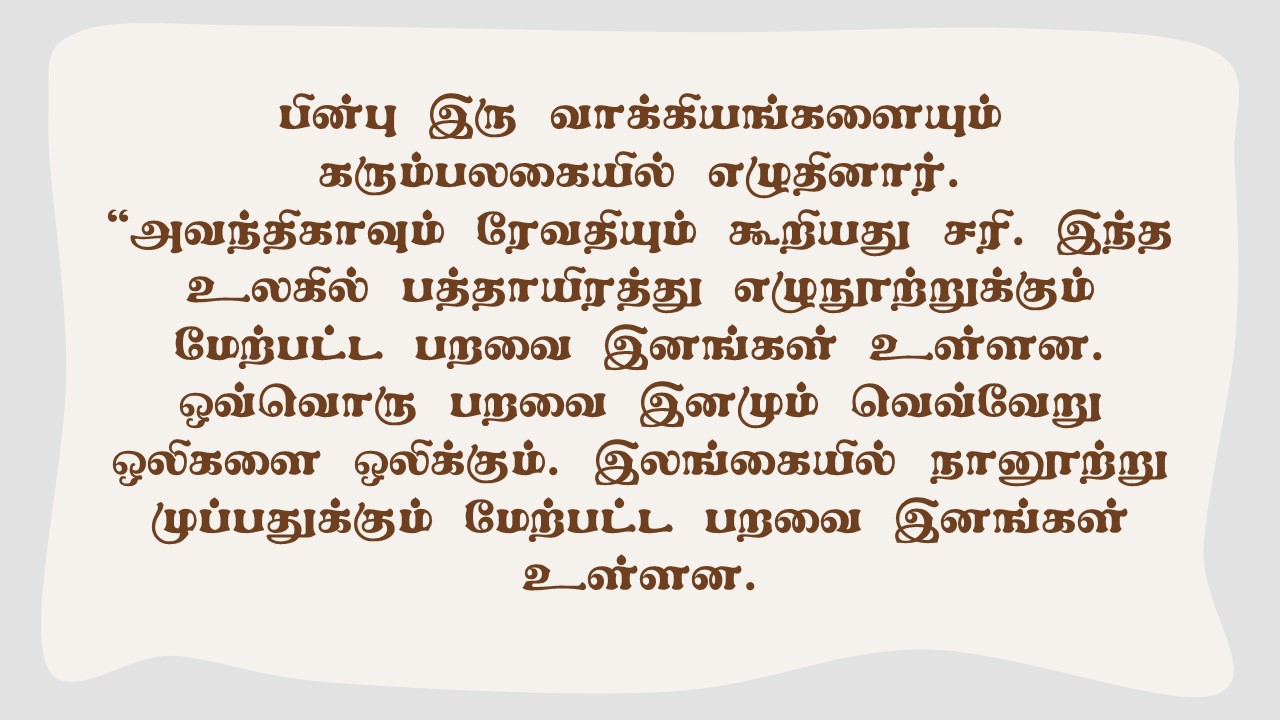 பின்பு இரு வாக்கியங்களையும்
கரும்பலகையில் எழுதினார்.
“அவந்திகாவும் ரேவதியும் கூறியது சரி. இந்த
உலகில் பத்தாயிரத்து எழுநூற்றுக்கும்
மேற்பட்ட பறவை இனங்கள் உள்ளன.
ஒவ்வொரு பறவை இனமும் வெவ்வேறு
ஒலிகளை ஒலிக்கும். இலங்கையில் நானூற்று
முப்பதுக்கும் மேற்பட்ட பறவை இனங்கள்
உள்ளன.